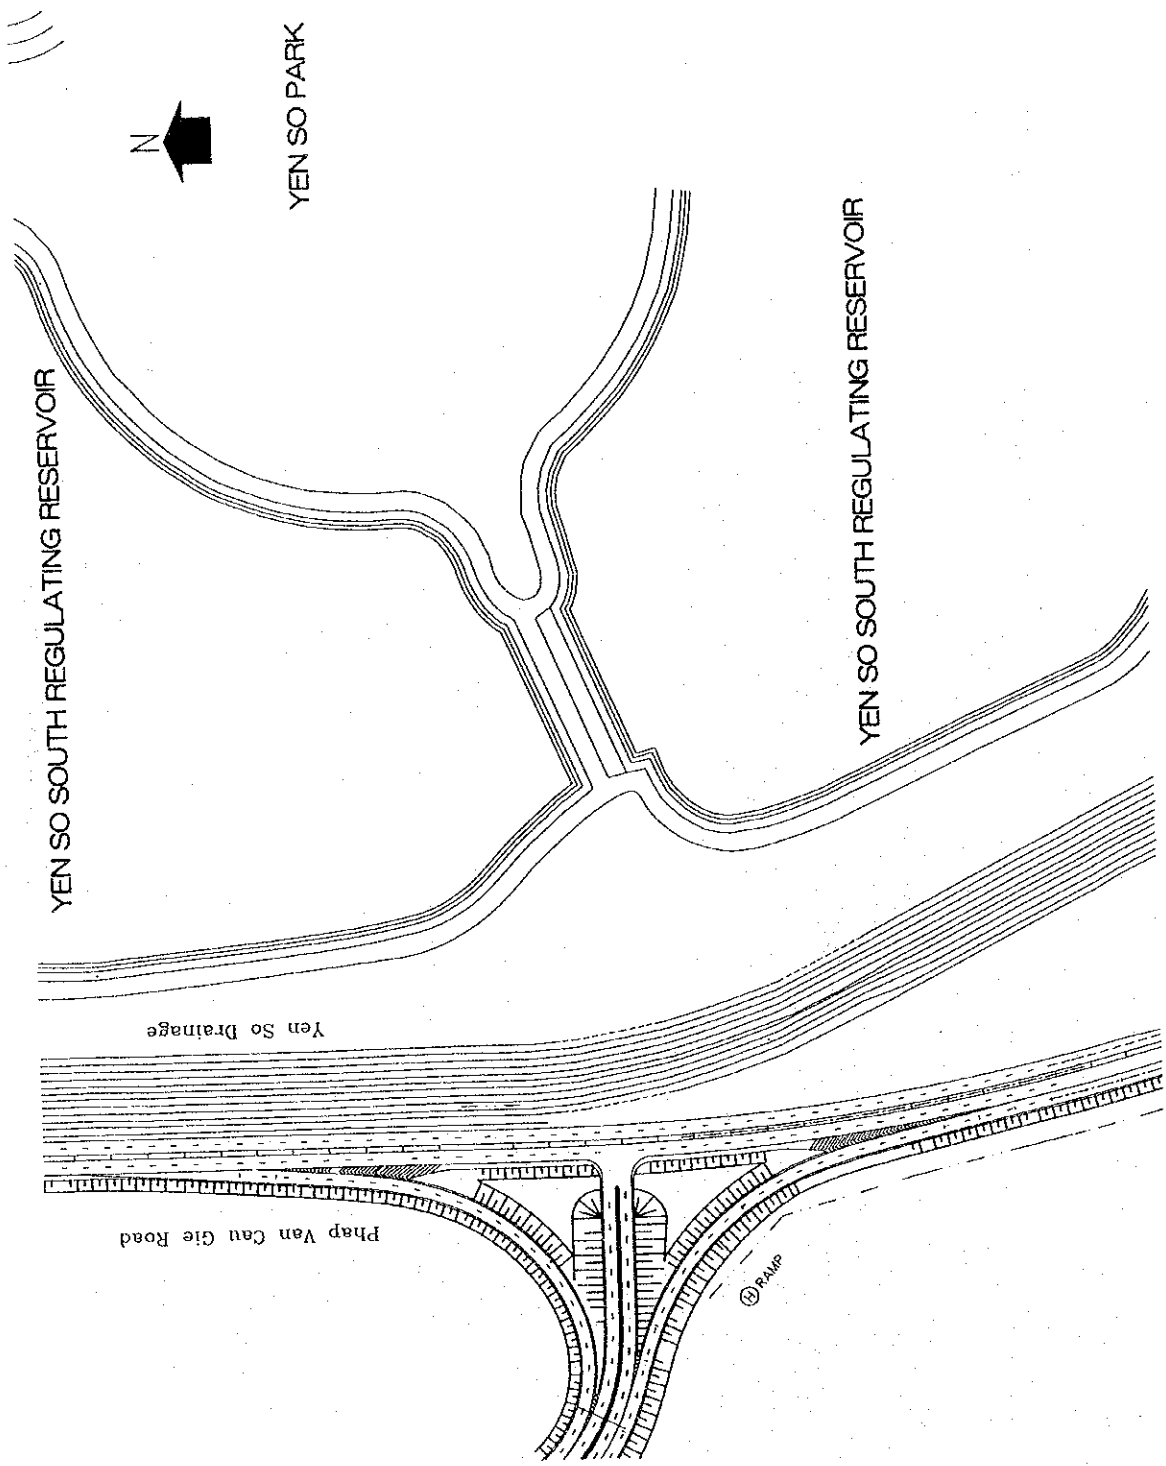 N
YEN SO PARK
YEN SO SOUTH REGULATING RESERVOIR
YEN SO SOUTH REGULATING RESERVOIR
Yen So Drainage
Phap Van Cau Gie Road
H RAMP